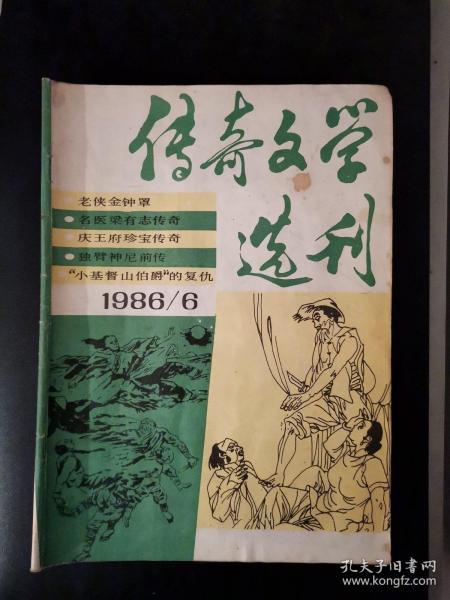 传奇文学
选刊
老侠金钟罩
名医梁有志传奇
庆王府珍宝传奇
独臂神尼前传
“小基督山伯爵”的复仇
1986/6
孔夫子旧书网
www.kongfz.com